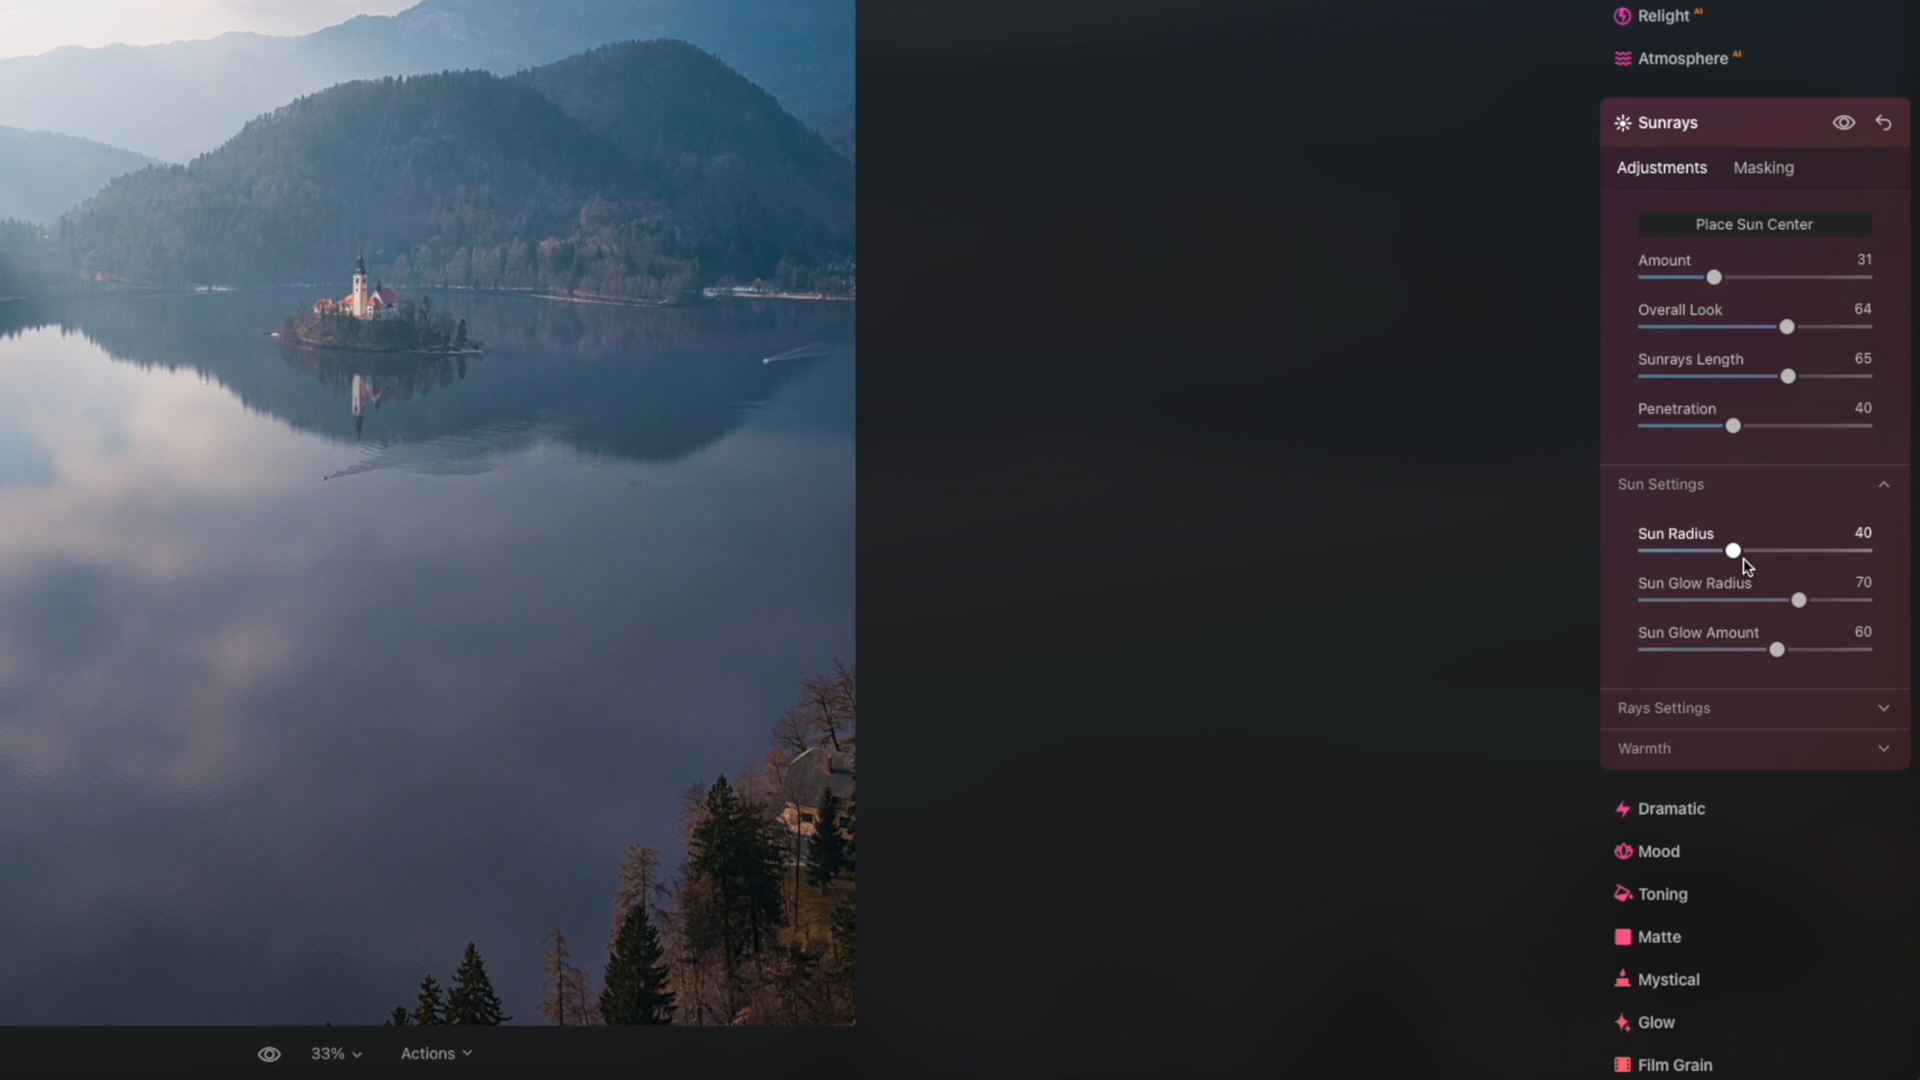 Relight AI
Atmosphere AI
Sunrays
Adjustments Masking
Place Sun Center
Amount 31
Overall Look 64
Sunrays Length 65
Penetration 40
Sun Settings
Sun Radius 40
Sun Glow Radius 70
Sun Glow Amount 60
Rays Settings
Warmth
Dramatic
Mood
Toning
Matte
Mystical
Glow
Film Grain
33% Actions